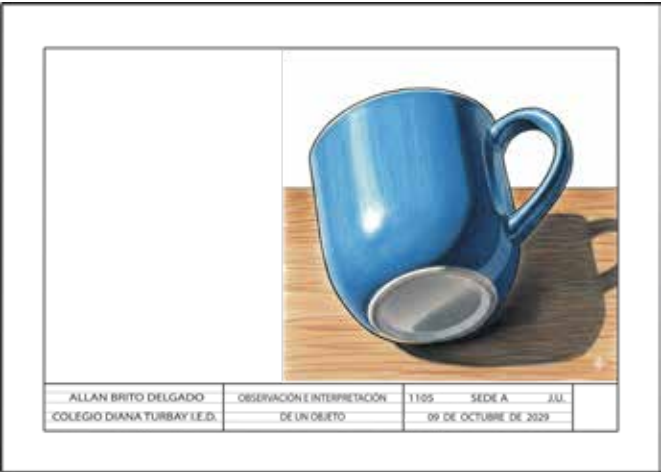 ALLAN BRITO DELGADO
COLEGIO DIANA TURBAY I.E.D.
OBSERVACIÓN E INTERPRETACIÓN
DE UN OBJETO
1105 SEDE A J.U.
09 DE OCTUBRE DE 2029